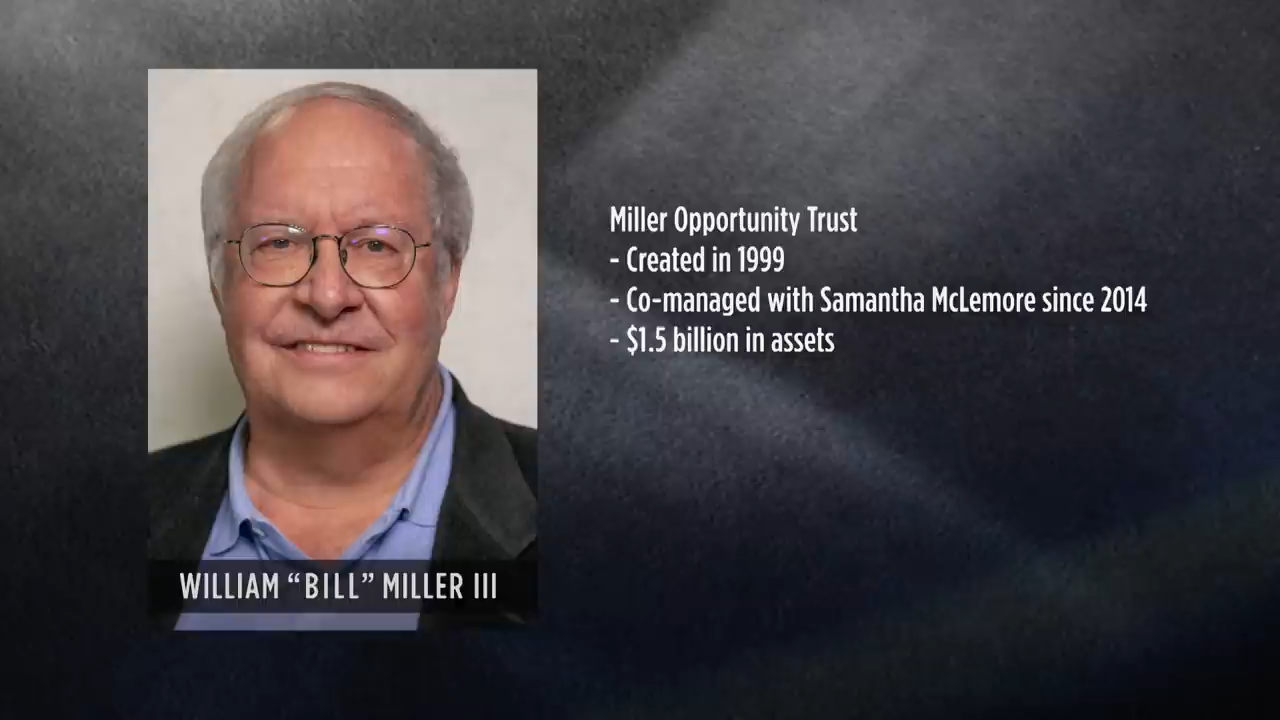 Miller Opportunity Trust
- Created in 1999
- Co-managed with Samantha McLemore since 2014
- $1.5 billion in assets
WILLIAM “BILL” MILLER III